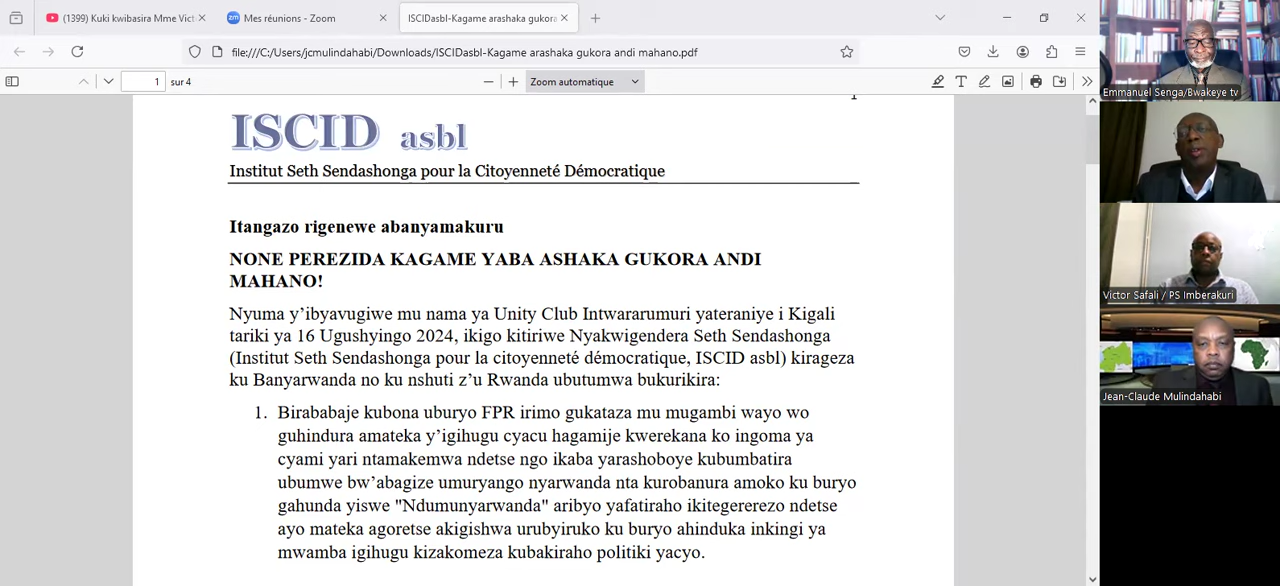 (1399) Kuki kwibasira Mme Vict
Mes réunions - Zoom
ISCIDasbl-Kagame arashaka gukora
file:///C:/Users/jcmulindahabi/Downloads/ISCIDasbl-Kagame arashaka gukora andi mahano.pdf
1 sur 4
Zoom automatique
1
ISCID asbl
Institut Seth Sendashonga pour la Citoyenneté Démocratique
Itangazo rigenewe abanyamakuru
NONE PEREZIDA KAGAME YABA ASHAKA GUKORA ANDI
MAHANO!
Nyuma y'ibyavugiwe mu nama ya Unity Club Intwararumuri yateraniye i Kigali
tariki ya 16 Ugushyingo 2024, ikigo kitiriwe Nyakwigendera Seth Sendashonga
(Institut Seth Sendashonga pour la citoyenneté démocratique, ISCID asbl) kirageza
ku Banyarwanda no ku nshuti z'u Rwanda ubutumwa bukurikira:
1. Birababaje kubona uburyo FPR irimo gukataza mu mugambi wayo wo
guhindura amateka y'igihugu cyacu hagamije kwerekana ko ingoma ya
cyami yari ntamakemwa ndetse ngo ikaba yarashoboye kubumbatira
ubumwe bw'abagize umuryango nyarwanda nta kurobanura amoko ku buryo
gahunda yiswe "Ndumunyarwanda" aribyo yafatiraho ikitegererezo ndetse
ayo mateka agoretse akigishwa urubyiruko ku buryo ahinduka inkingi ya
mwamba igihugu kizakomeza kubakiraho politiki yacyo.
Emmanuel Senga/Bwakeye tv
Victor Safali / PS Imberakuri
Jean-Claude Mulindahabi